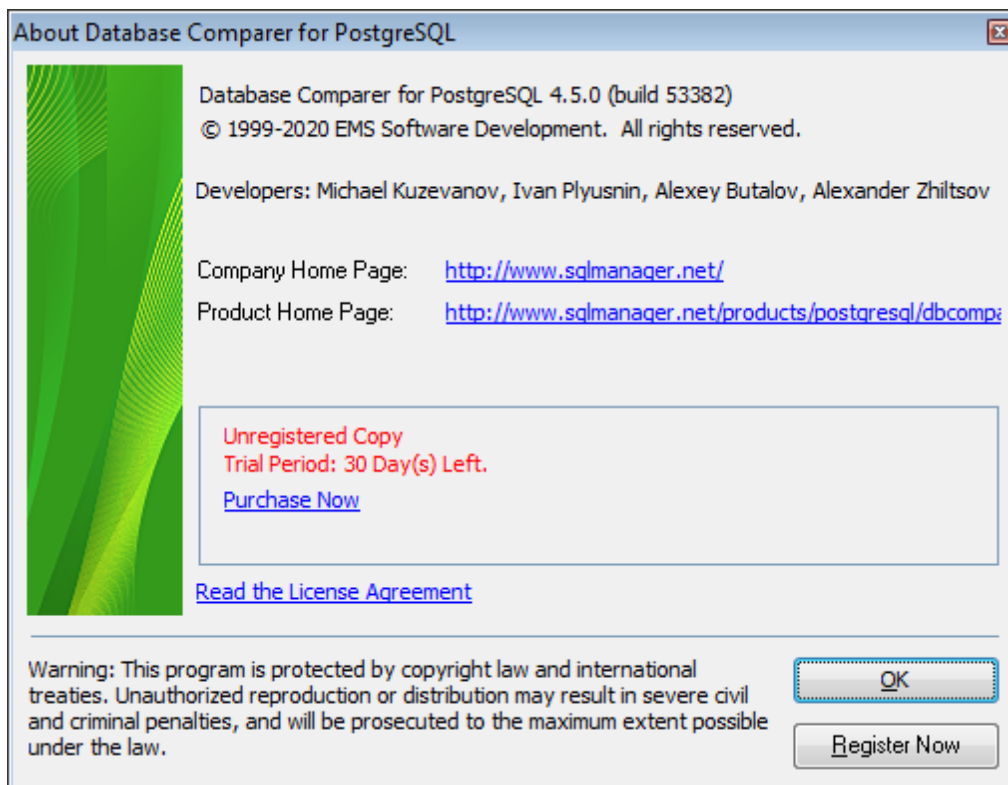 About Database Comparer for PostgreSQL
Database Comparer for PostgreSQL 4.5.0 (build 53382)
© 1999-2020 EMS Software Development.  All rights reserved.
Developers: Michael Kuzevanov, Ivan Plyusnin, Alexey Butalov, Alexander Zhiltsov
Company Home Page: http://www.sqlmanager.net/
Product Home Page: http://www.sqlmanager.net/products/postgresql/dbcompa
Unregistered Copy
Trial Period: 30 Day(s) Left.
Purchase Now
Read the License Agreement
Warning: This program is protected by copyright law and international
treaties. Unauthorized reproduction or distribution may result in severe civil
and criminal penalties, and will be prosecuted to the maximum extent possible
under the law.
OK
Register Now